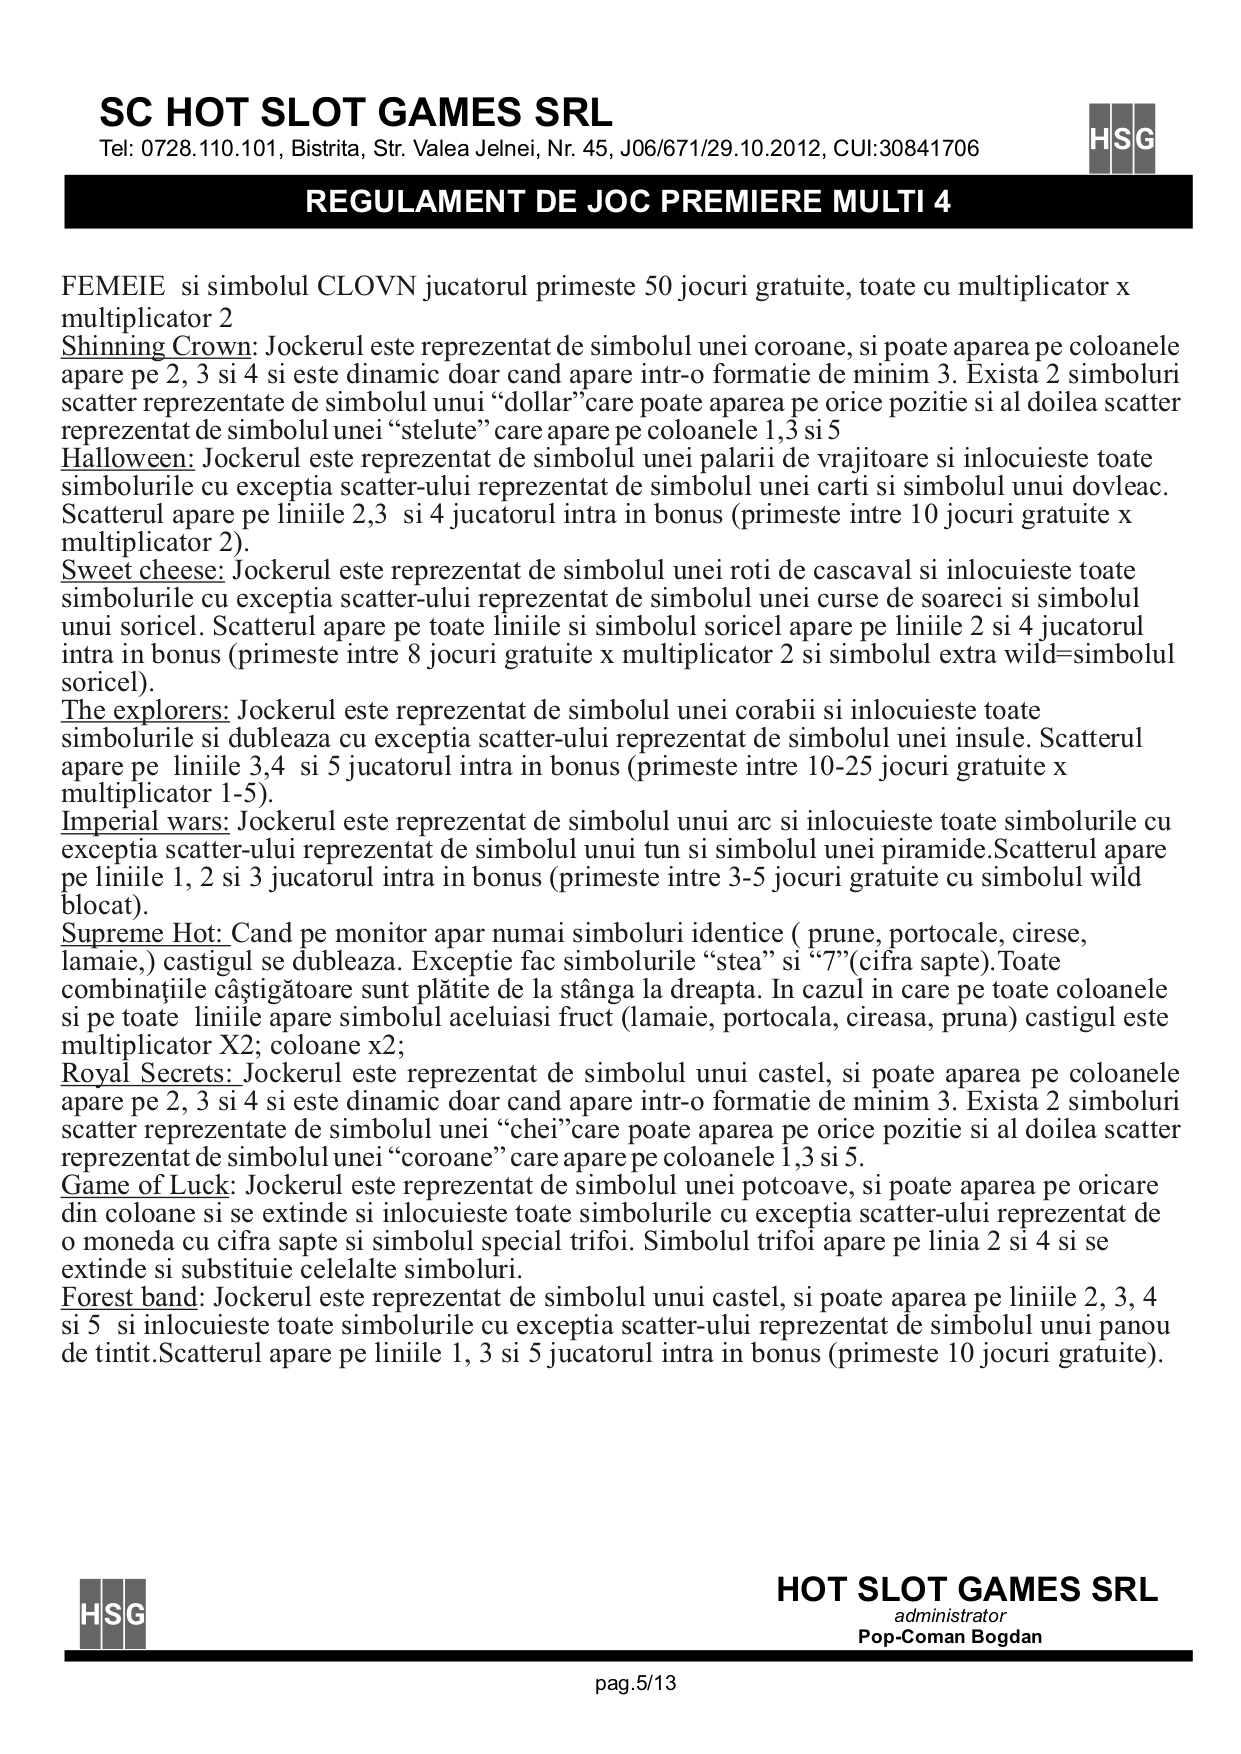 SC HOT SLOT GAMES SRL
Tel: 0728.110.101, Bistrita, Str. Valea Jelnei, Nr. 45, J06/671/29.10.2012, CUI:30841706
HSG
REGULAMENT DE JOC PREMIERE MULTI 4
FEMEIE  si simbolul CLOVN jucatorul primeste 50 jocuri gratuite, toate cu multiplicator x
multiplicator 2
Shinning Crown: Jockerul este reprezentat de simbolul unei coroane, si poate aparea pe coloanele
apare pe 2, 3 si 4 si este dinamic doar cand apare intr-o formatie de minim 3. Exista 2 simboluri
scatter reprezentate de simbolul unui “dollar”care poate aparea pe orice pozitie si al doilea scatter
reprezentat de simbolul unei “stelute” care apare pe coloanele 1,3 si 5
Halloween: Jockerul este reprezentat de simbolul unei palarii de vrajitoare si inlocuieste toate
simbolurile cu exceptia scatter-ului reprezentat de simbolul unei carti si simbolul unui dovleac.
Scatterul apare pe liniile 2,3  si 4 jucatorul intra in bonus (primeste intre 10 jocuri gratuite x
multiplicator 2).
Sweet cheese: Jockerul este reprezentat de simbolul unei roti de cascaval si inlocuieste toate
simbolurile cu exceptia scatter-ului reprezentat de simbolul unei curse de soareci si simbolul
unui soricel. Scatterul apare pe toate liniile si simbolul soricel apare pe liniile 2 si 4 jucatorul
intra in bonus (primeste intre 8 jocuri gratuite x multiplicator 2 si simbolul extra wild=simbolul
soricel).
The explorers: Jockerul este reprezentat de simbolul unei corabii si inlocuieste toate
simbolurile si dubleaza cu exceptia scatter-ului reprezentat de simbolul unei insule. Scatterul
apare pe  liniile 3,4  si 5 jucatorul intra in bonus (primeste intre 10-25 jocuri gratuite x
multiplicator 1-5).
Imperial wars: Jockerul este reprezentat de simbolul unui arc si inlocuieste toate simbolurile cu
exceptia scatter-ului reprezentat de simbolul unui tun si simbolul unei piramide.Scatterul apare
pe liniile 1, 2 si 3 jucatorul intra in bonus (primeste intre 3-5 jocuri gratuite cu simbolul wild
blocat).
Supreme Hot: Cand pe monitor apar numai simboluri identice ( prune, portocale, cirese,
lamaie,) castigul se dubleaza. Exceptie fac simbolurile “stea” si “7”(cifra sapte).Toate
combinaţiile câştigătoare sunt plătite de la stânga la dreapta. In cazul in care pe toate coloanele
si pe toate  liniile apare simbolul aceluiasi fruct (lamaie, portocala, cireasa, pruna) castigul este
multiplicator X2; coloane x2;
Royal Secrets: Jockerul este reprezentat de simbolul unui castel, si poate aparea pe coloanele
apare pe 2, 3 si 4 si este dinamic doar cand apare intr-o formatie de minim 3. Exista 2 simboluri
scatter reprezentate de simbolul unei “chei”care poate aparea pe orice pozitie si al doilea scatter
reprezentat de simbolul unei “coroane” care apare pe coloanele 1,3 si 5.
Game of Luck: Jockerul este reprezentat de simbolul unei potcoave, si poate aparea pe oricare
din coloane si se extinde si inlocuieste toate simbolurile cu exceptia scatter-ului reprezentat de
o moneda cu cifra sapte si simbolul special trifoi. Simbolul trifoi apare pe linia 2 si 4 si se
extinde si substituie celelalte simboluri.
Forest band: Jockerul este reprezentat de simbolul unui castel, si poate aparea pe liniile 2, 3, 4
si 5  si inlocuieste toate simbolurile cu exceptia scatter-ului reprezentat de simbolul unui panou
de tintit.Scatterul apare pe liniile 1, 3 si 5 jucatorul intra in bonus (primeste 10 jocuri gratuite).
HSG
HOT SLOT GAMES SRL
administrator
Pop-Coman Bogdan
pag.5/13